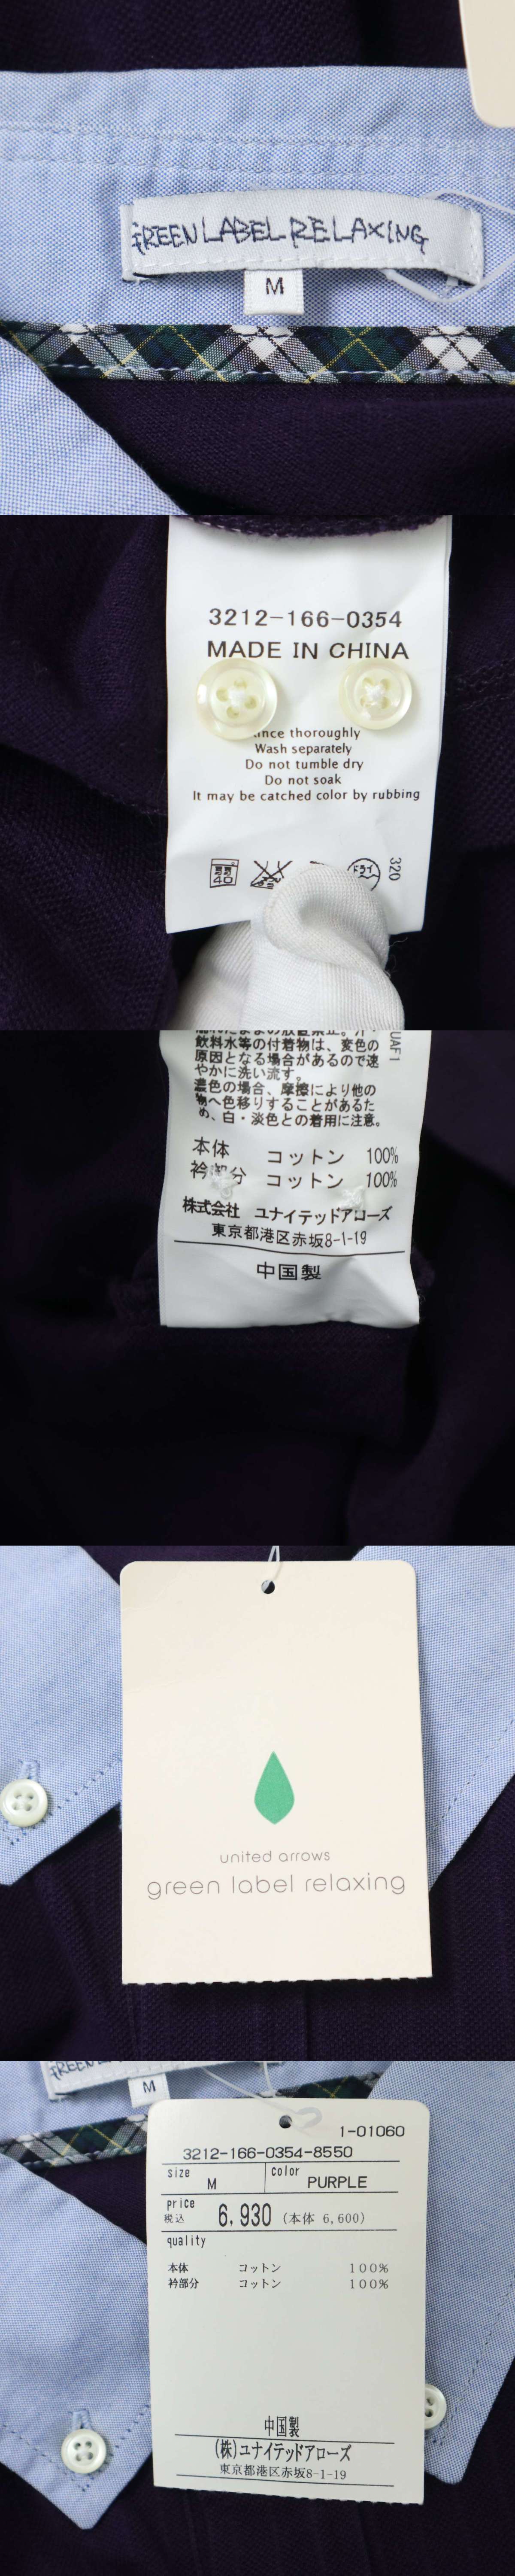 GREEN LABEL RELAXING
M
3212-166-0354
MADE IN CHINA
thoroughly
Wash separately
Do not tumble dry
Do not soak
It may be catched color by rubbing
40
ドライ
320
UAF1
飲料水等の付着物は、変色の
原因となる場合があるので速
やかに洗い流す。
濃色の場合、摩擦により他の
物へ色移りすることがあるた
め、白・淡色との着用に注意。
本体 コットン 100%
衿部分 コットン 100%
株式会社 ユナイテッドアローズ
東京都港区赤坂8-1-19
中国製
united arrows
green label relaxing
M
1-01060
3212-166-0354-8550
size M color PURPLE
price 税込 6,930 (本体 6,600)
quality
本体 コットン 100%
衿部分 コットン 100%
中国製
(株)ユナイテッドアローズ
東京都港区赤坂8-1-19